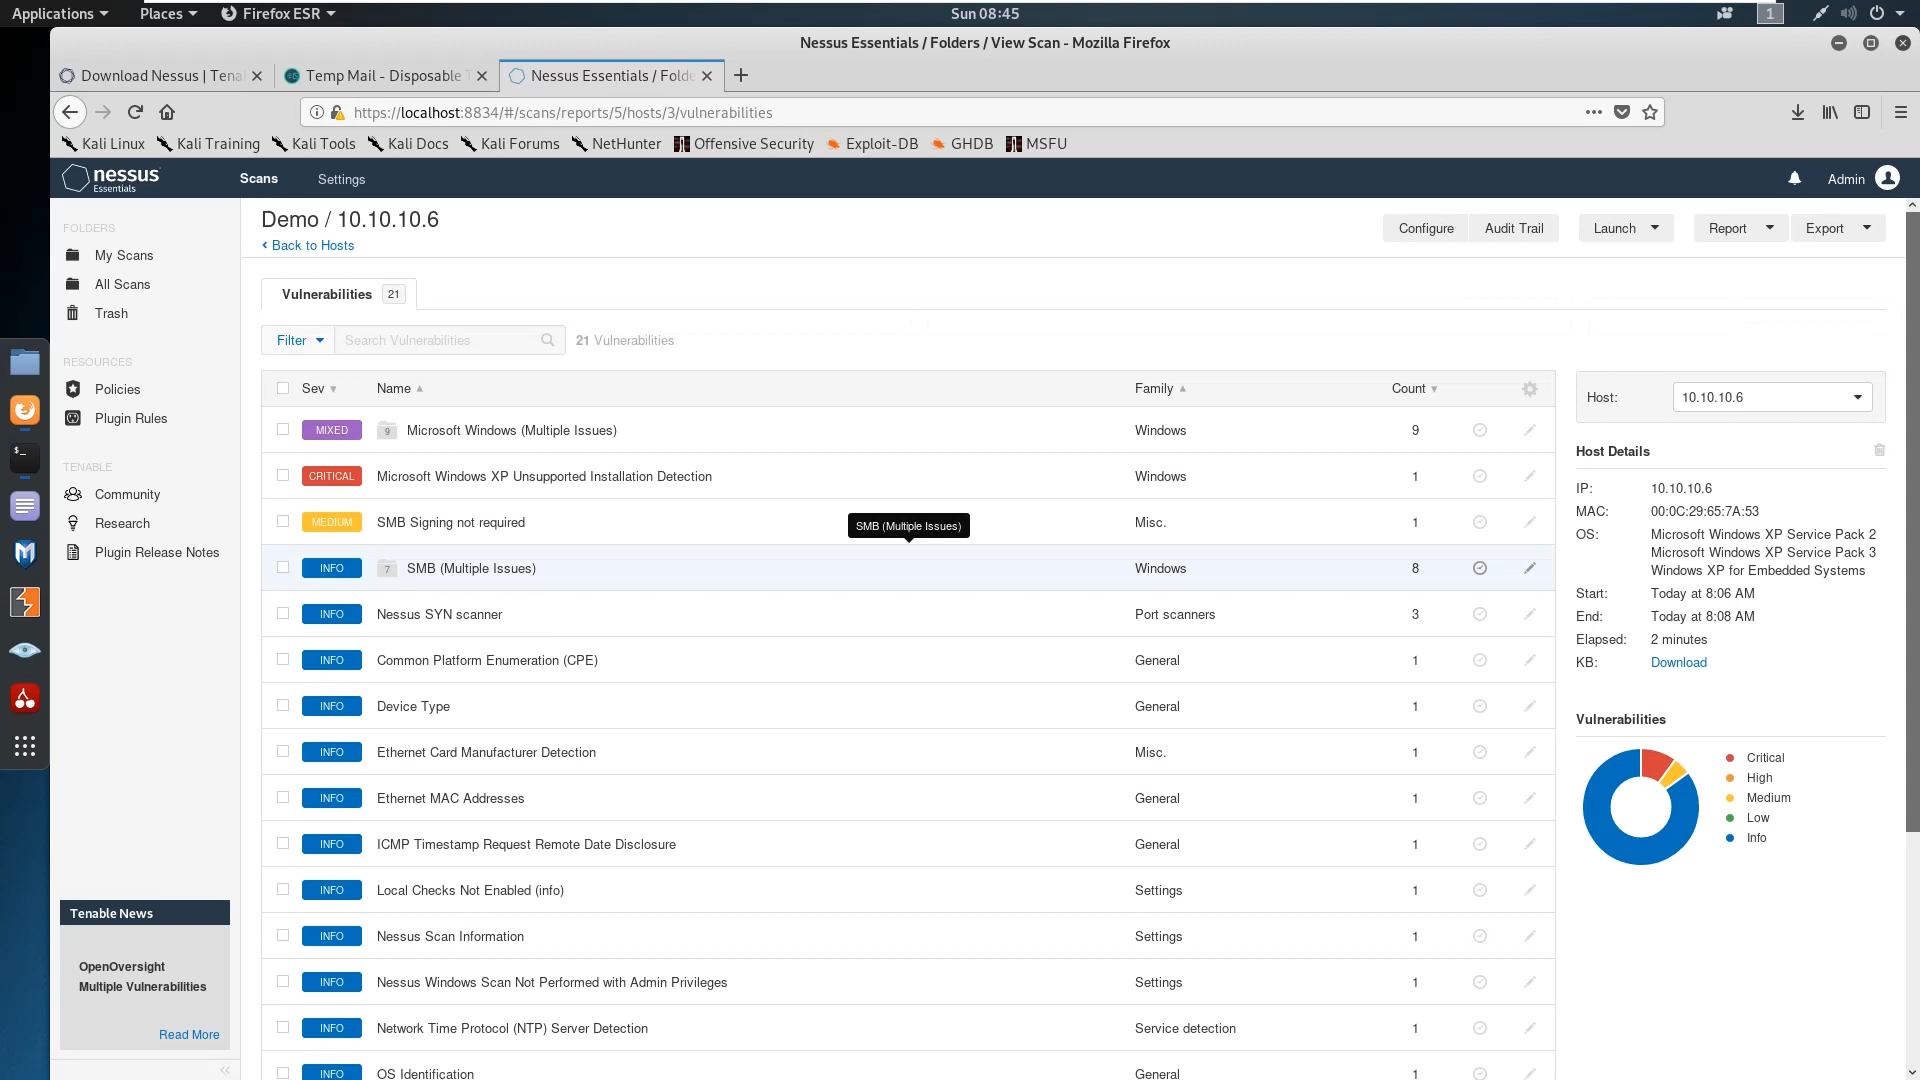 Applications Places Firefox ESR Sun 08:45 1
Nessus Essentials / Folders / View Scan - Mozilla Firefox
Download Nessus | Tena Temp Mail - Disposable T Nessus Essentials / Folde
https://localhost:8834/#/scans/reports/5/hosts/3/vulnerabilities
Kali Linux Kali Training Kali Tools Kali Docs Kali Forums NetHunter Offensive Security Exploit-DB GHDB MSFU
nessus Essentials Scans Settings Admin
FOLDERS
My Scans
All Scans
Trash
RESOURCES
Policies
Plugin Rules
TENABLE
Community
Research
Plugin Release Notes
Tenable News
OpenOversight
Multiple Vulnerabilities
Read More
Demo / 10.10.10.6
Back to Hosts
Configure Audit Trail Launch Report Export
Vulnerabilities 21
Filter Search Vulnerabilities 21 Vulnerabilities
Sev Name Family Count
MIXED 9 Microsoft Windows (Multiple Issues) Windows 9
CRITICAL Microsoft Windows XP Unsupported Installation Detection Windows 1
MEDIUM SMB Signing not required Misc. 1
SMB (Multiple Issues)
INFO 7 SMB (Multiple Issues) Windows 8
INFO Nessus SYN scanner Port scanners 3
INFO Common Platform Enumeration (CPE) General 1
INFO Device Type General 1
INFO Ethernet Card Manufacturer Detection Misc. 1
INFO Ethernet MAC Addresses General 1
INFO ICMP Timestamp Request Remote Date Disclosure General 1
INFO Local Checks Not Enabled (info) Settings 1
INFO Nessus Scan Information Settings 1
INFO Nessus Windows Scan Not Performed with Admin Privileges Settings 1
INFO Network Time Protocol (NTP) Server Detection Service detection 1
INFO OS Identification General 1
Host: 10.10.10.6
Host Details
IP: 10.10.10.6
MAC: 00:0C:29:65:7A:53
OS: Microsoft Windows XP Service Pack 2
Microsoft Windows XP Service Pack 3
Windows XP for Embedded Systems
Start: Today at 8:06 AM
End: Today at 8:08 AM
Elapsed: 2 minutes
KB: Download
Vulnerabilities
Critical
High
Medium
Low
Info